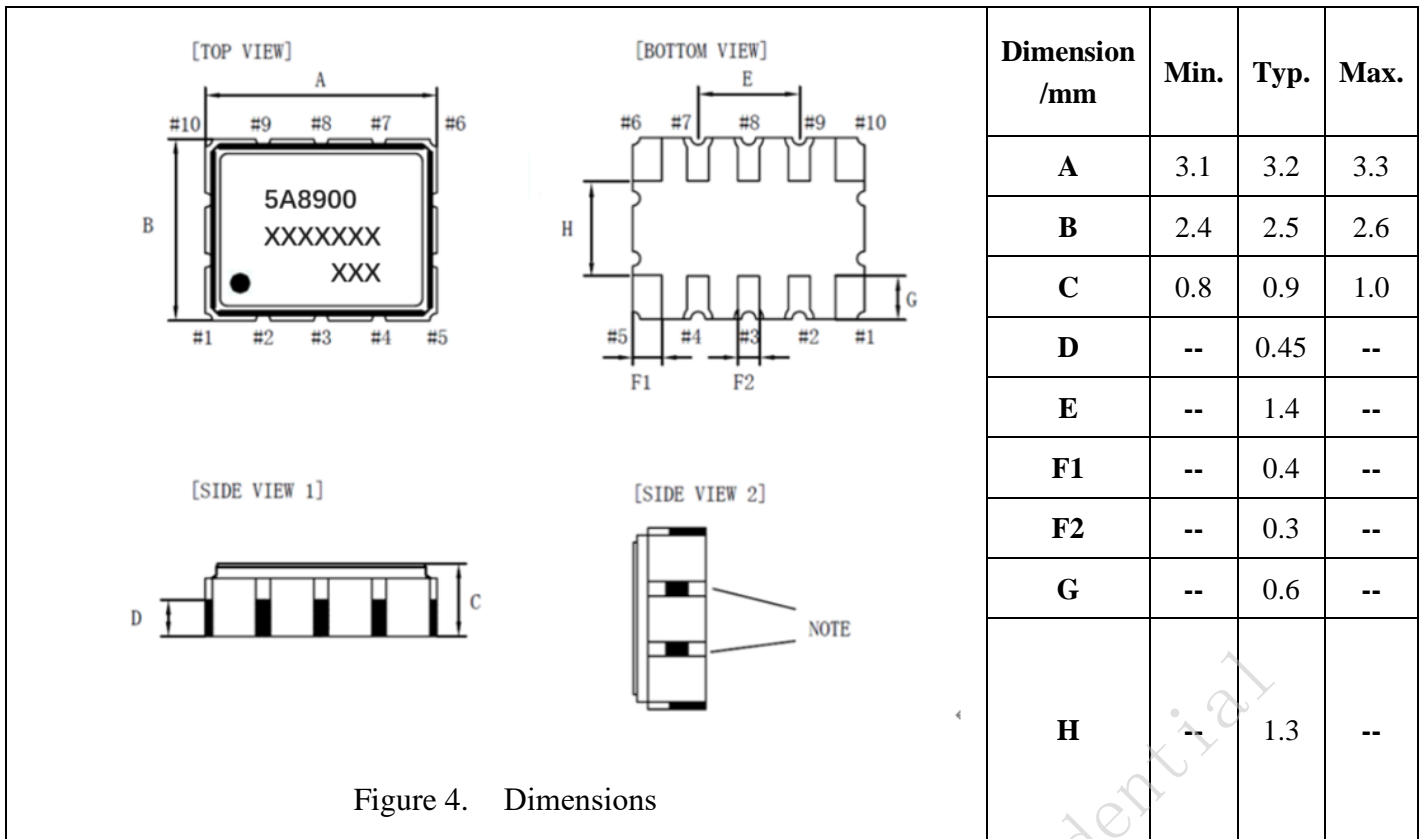 [TOP VIEW]
A
#10 #9 #8 #7 #6
B
5A8900
XXXXXXX
XXX
#1 #2 #3 #4 #5
[BOTTOM VIEW]
E
#6 #7 #8 #9 #10
H
G
#5 #4 #3 #2 #1
F1 F2
[SIDE VIEW 1]
D
C
[SIDE VIEW 2]
NOTE
Figure 4. Dimensions
Dimension
/mm Min. Typ. Max.
A 3.1 3.2 3.3
B 2.4 2.5 2.6
C 0.8 0.9 1.0
D -- 0.45 --
E -- 1.4 --
F1 -- 0.4 --
F2 -- 0.3 --
G -- 0.6 --
H -- 1.3 --
dential